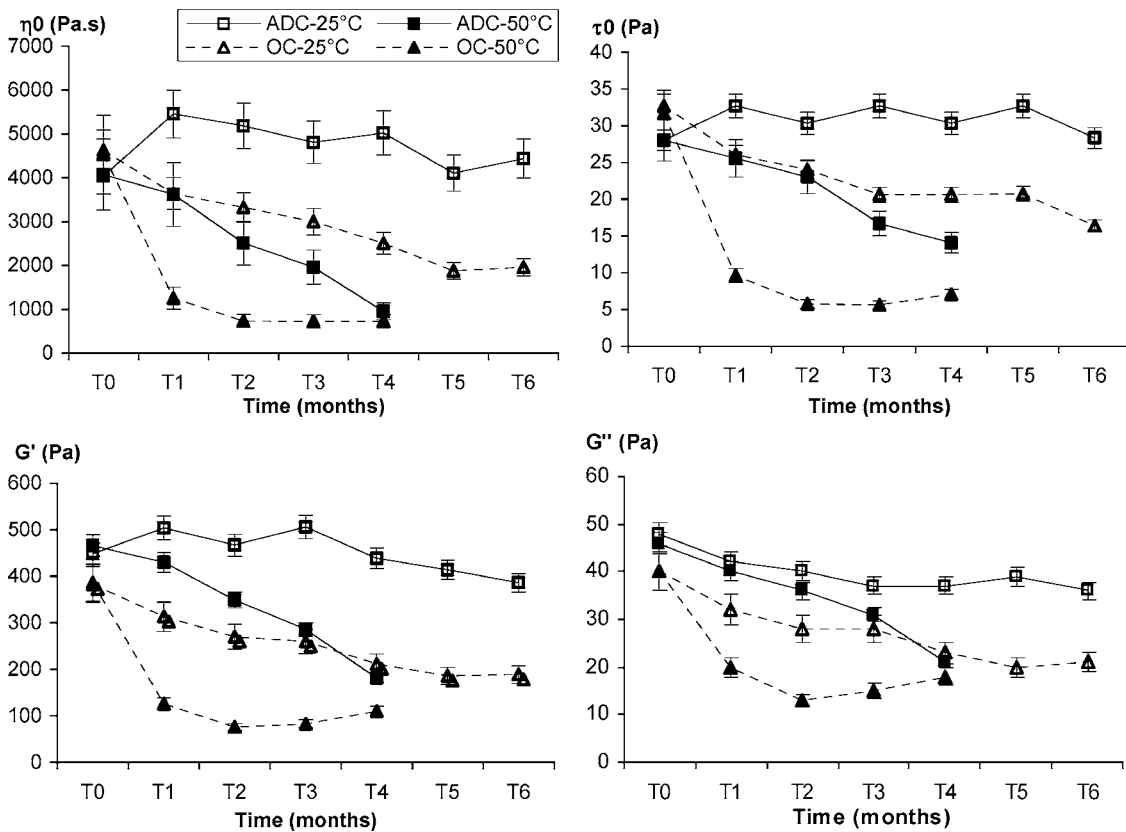 η0 (Pa.s)
ADC-25°C ADC-50°C
OC-25°C OC-50°C
7000
6000
5000
4000
3000
2000
1000
0
T0 T1 T2 T3 T4 T5 T6
Time (months)
τ0 (Pa)
40
35
30
25
20
15
10
5
0
T0 T1 T2 T3 T4 T5 T6
Time (months)
G' (Pa)
600
500
400
300
200
100
0
T0 T1 T2 T3 T4 T5 T6
Time (months)
G'' (Pa)
60
50
40
30
20
10
0
T0 T1 T2 T3 T4 T5 T6
Time (months)